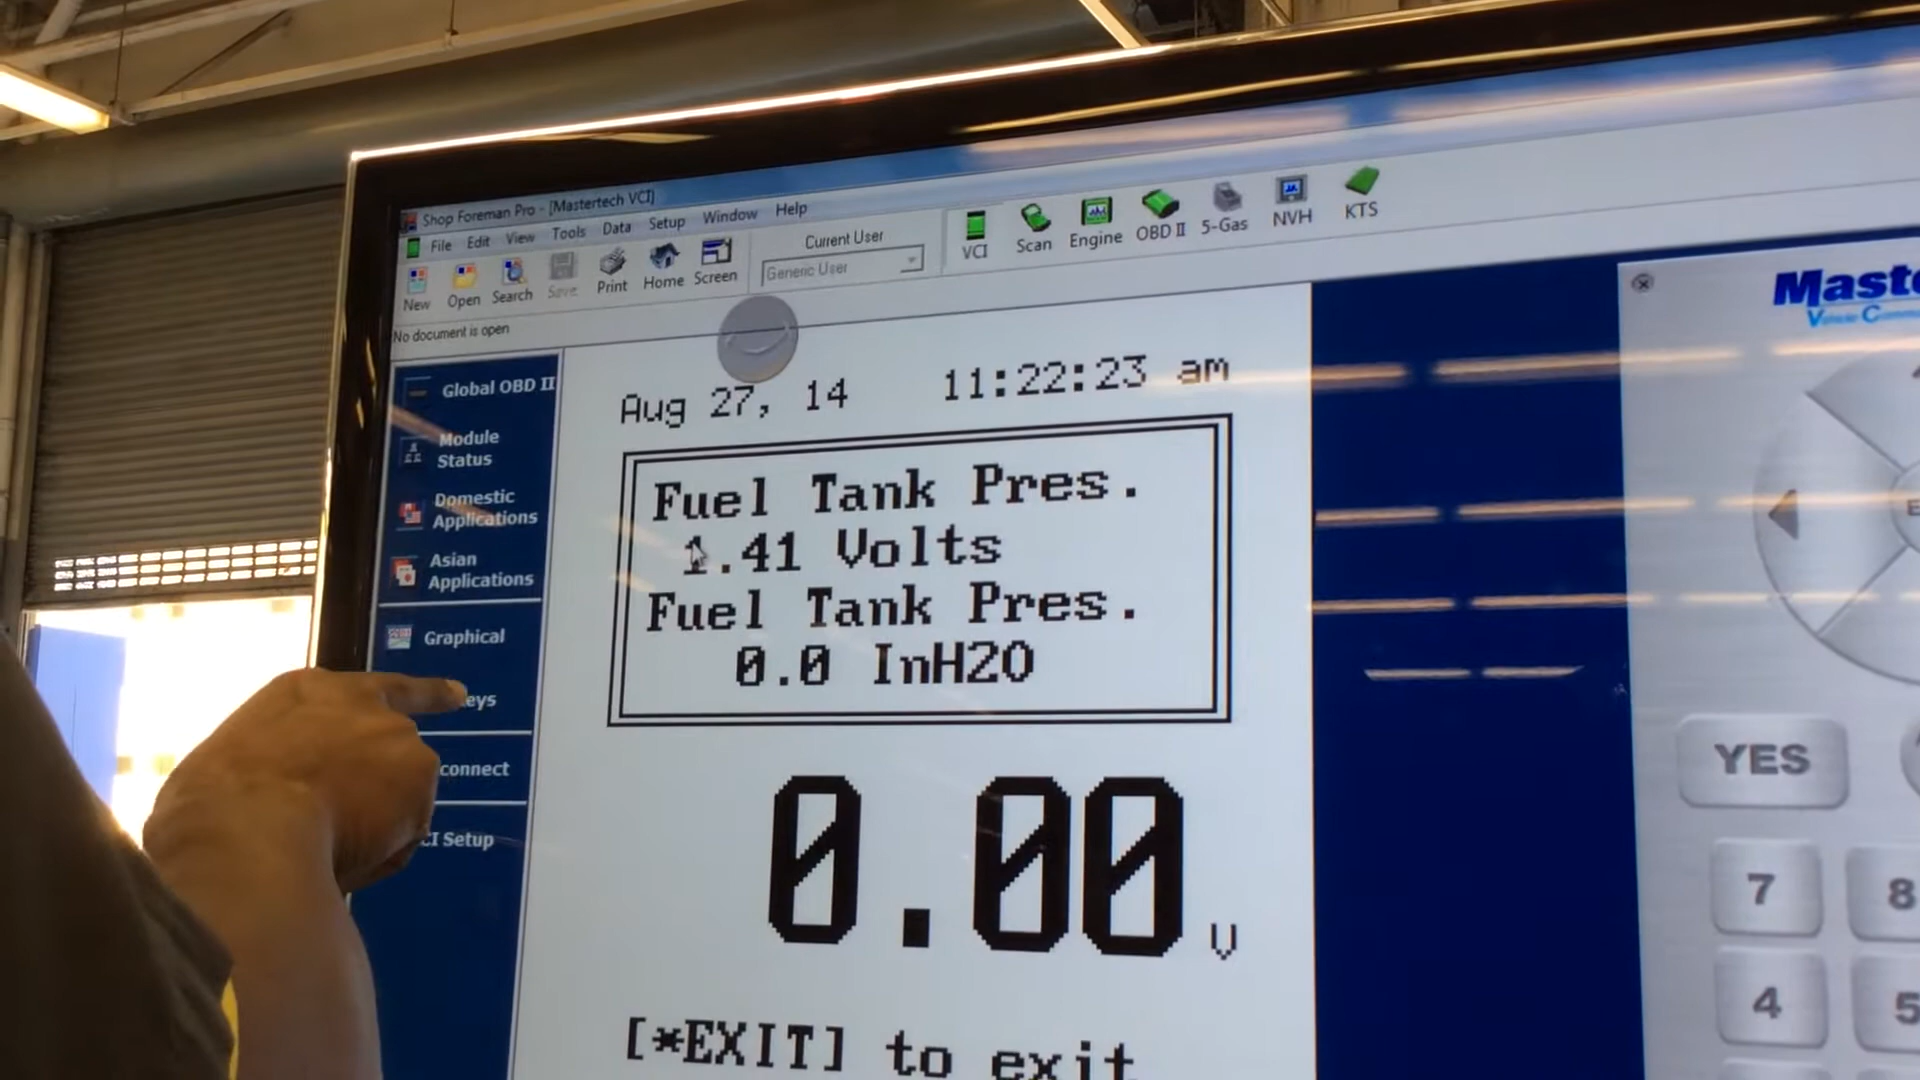 Shop Foreman Pro - [Mastertech VCI]
File Edit View Tools Data Setup Window Help
New Open Search Save Print Home Screen
Current User
Generic User
VCI Scan Engine OBD II 5-Gas NVH KTS
No document is open
Global OBD II
Module
Status
Domestic
Applications
Asian
Applications
Graphical
eys
connect
CI Setup
Aug 27, 14 11:22:23 am
Fuel Tank Pres.
1.41 Volts
Fuel Tank Pres.
0.0 InH2O
0.00 V
[*EXIT] to exit
Maste
YES
7 8
4 5